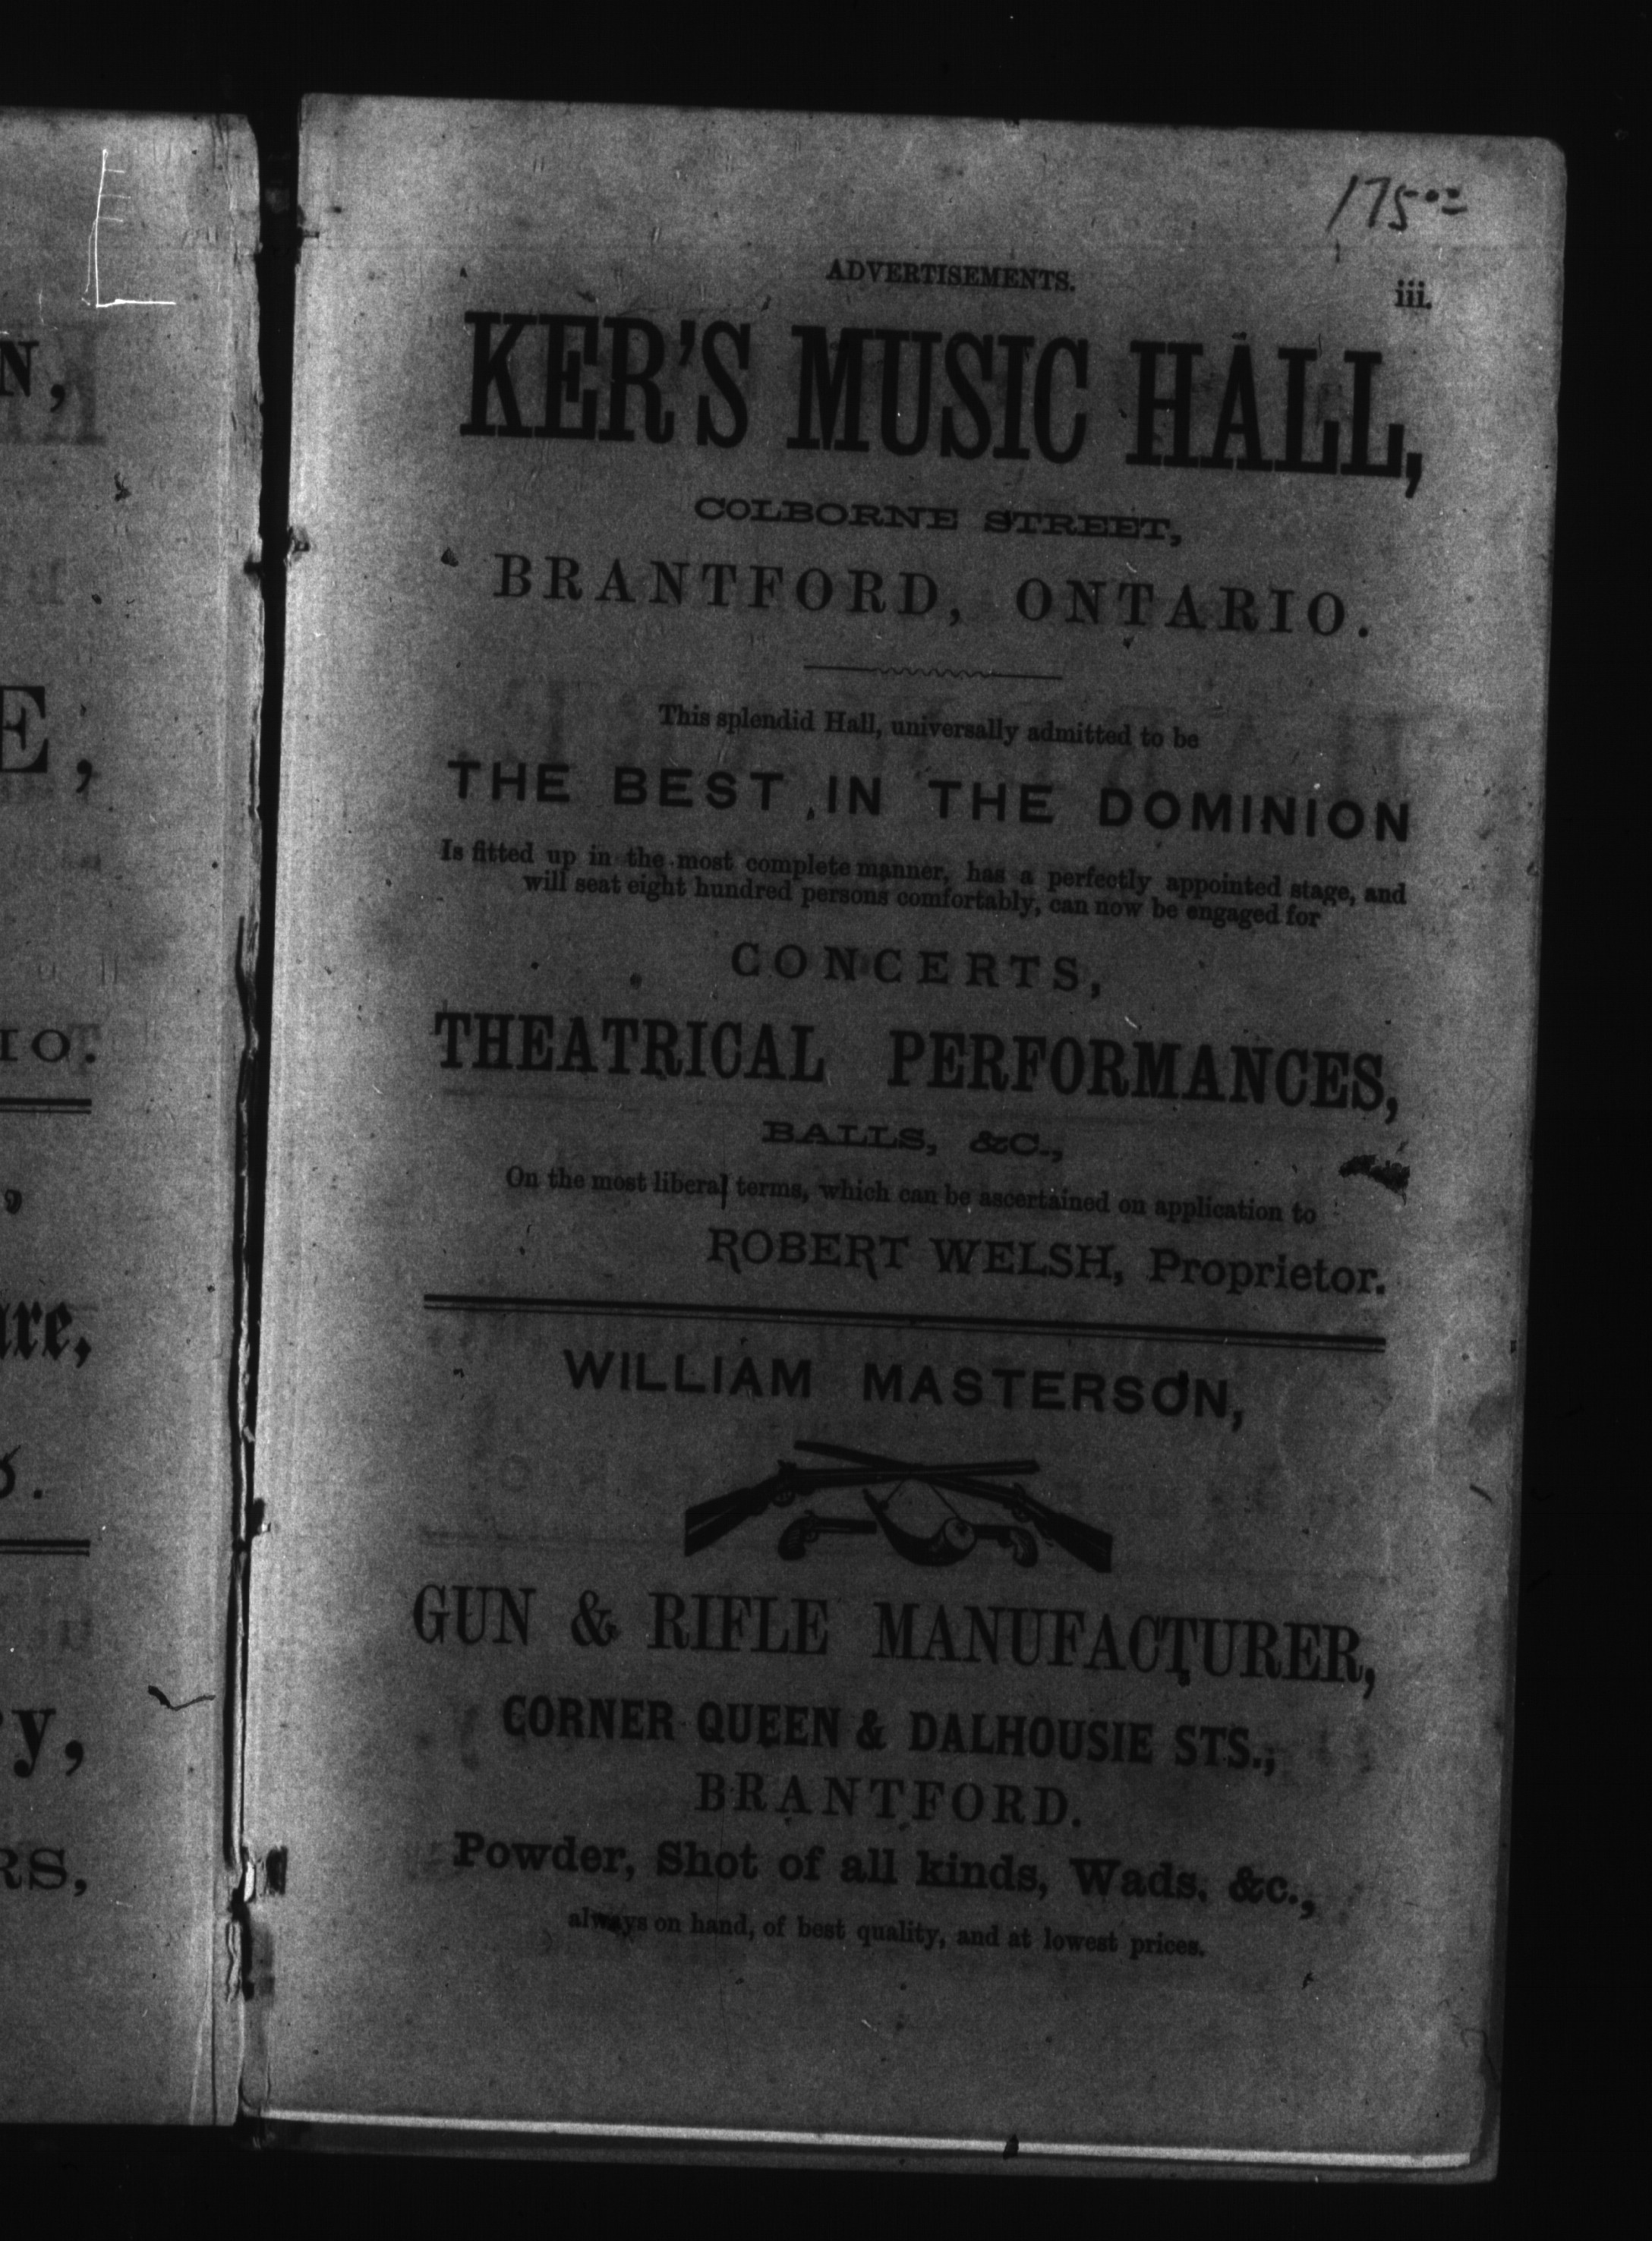 175
ADVERTISEMENTS. iii.
KER'S MUSIC HALL,
COLBORNE STREET,
BRANTFORD, ONTARIO.
This splendid Hall, universally admitted to be
THE BEST IN THE DOMINION
Is fitted up in the most complete manner, has a perfectly appointed stage, and
will seat eight hundred persons comfortably, can now be engaged for
CONCERTS,
THEATRICAL PERFORMANCES,
BALLS, &C.,
On the most liberal terms, which can be ascertained on application to
ROBERT WELSH, Proprietor.
WILLIAM MASTERSON,
GUN & RIFLE MANUFACTURER,
CORNER QUEEN & DALHOUSIE STS.,
BRANTFORD.
Powder, Shot of all kinds, Wads, &c.,
always on hand, of best quality, and at lowest prices.